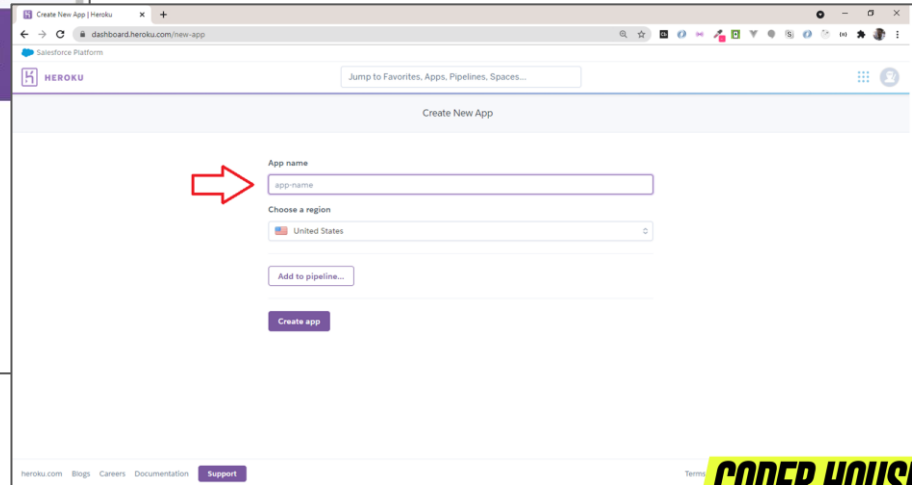 Create New App | Heroku
dashboard.heroku.com/new-app
Salesforce Platform
HEROKU
Jump to Favorites, Apps, Pipelines, Spaces...
Create New App
App name
app-name
Choose a region
United States
Add to pipeline...
Create app
heroku.com Blogs Careers Documentation Support
Terms
CODER HOUSE